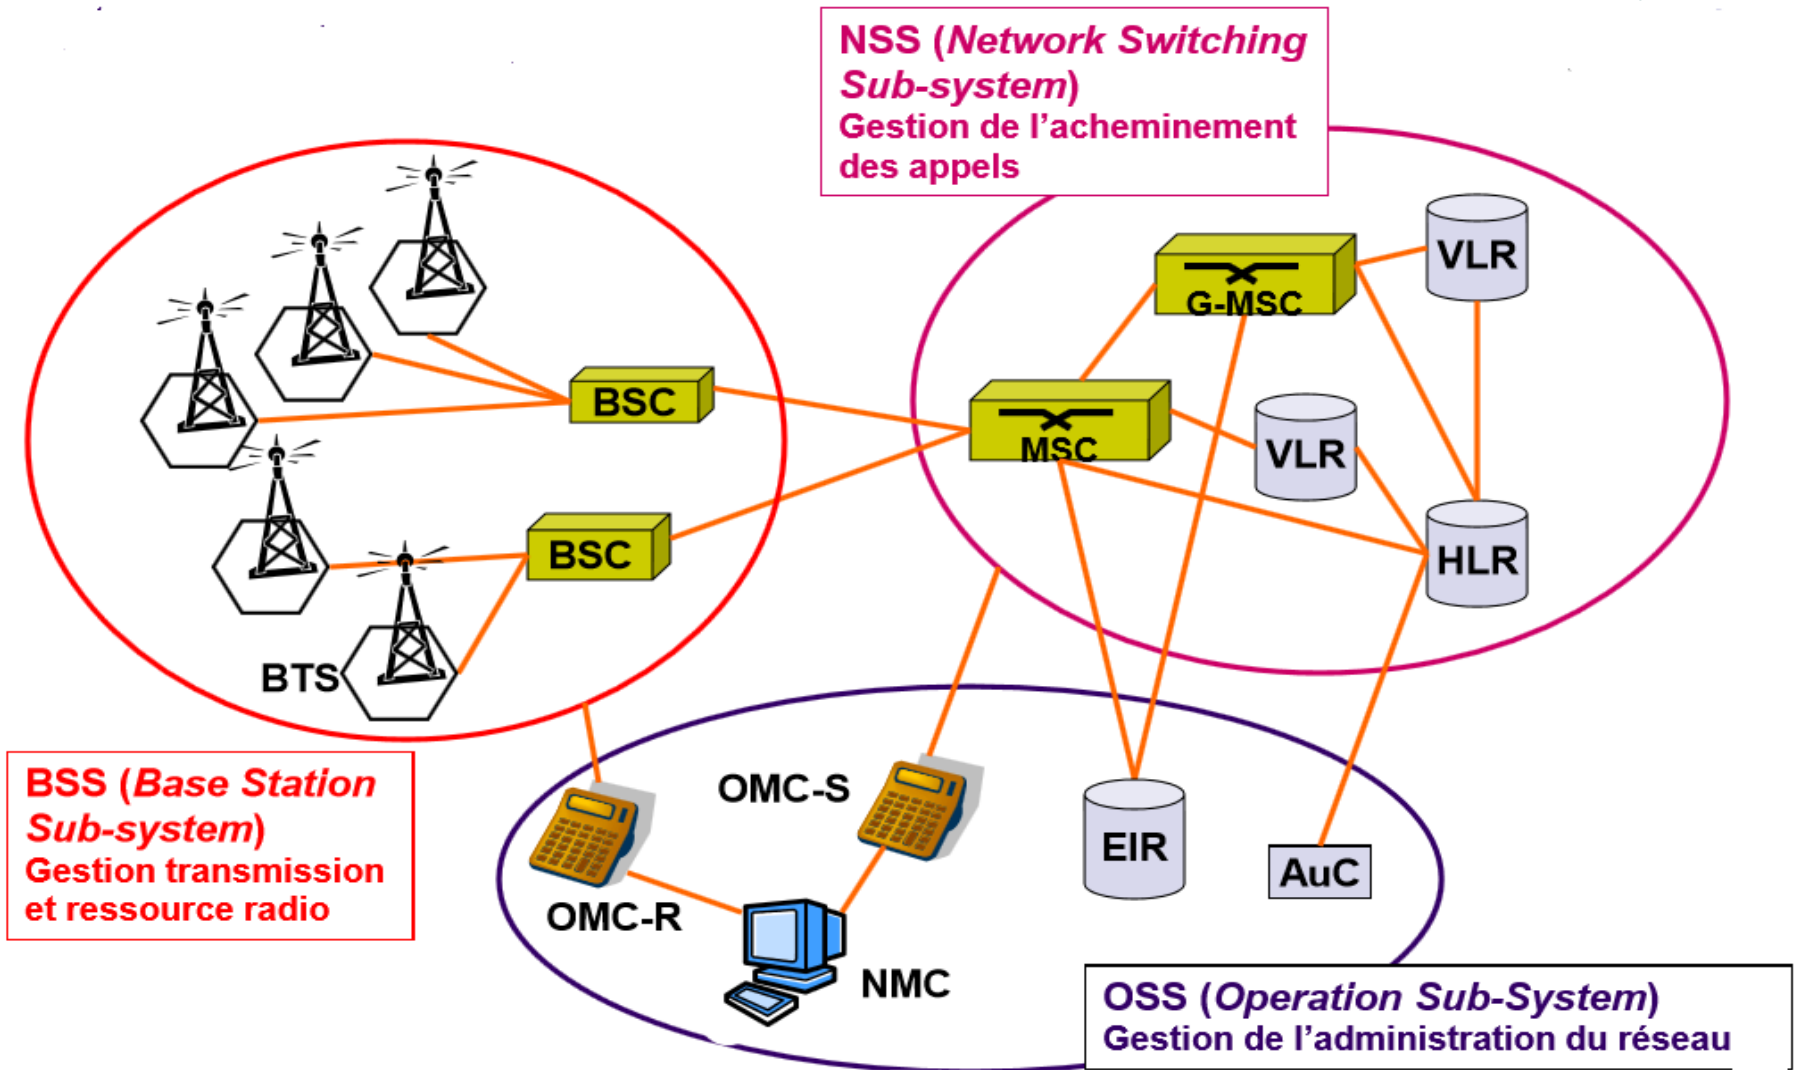 NSS (Network Switching
Sub-system)
Gestion de l’acheminement
des appels
VLR
G-MSC
BSC
MSC
VLR
BSC
HLR
BTS
BSS (Base Station
Sub-system)
Gestion transmission
et ressource radio
OMC-S
OMC-R
NMC
EIR
AuC
OSS (Operation Sub-System)
Gestion de l’administration du réseau